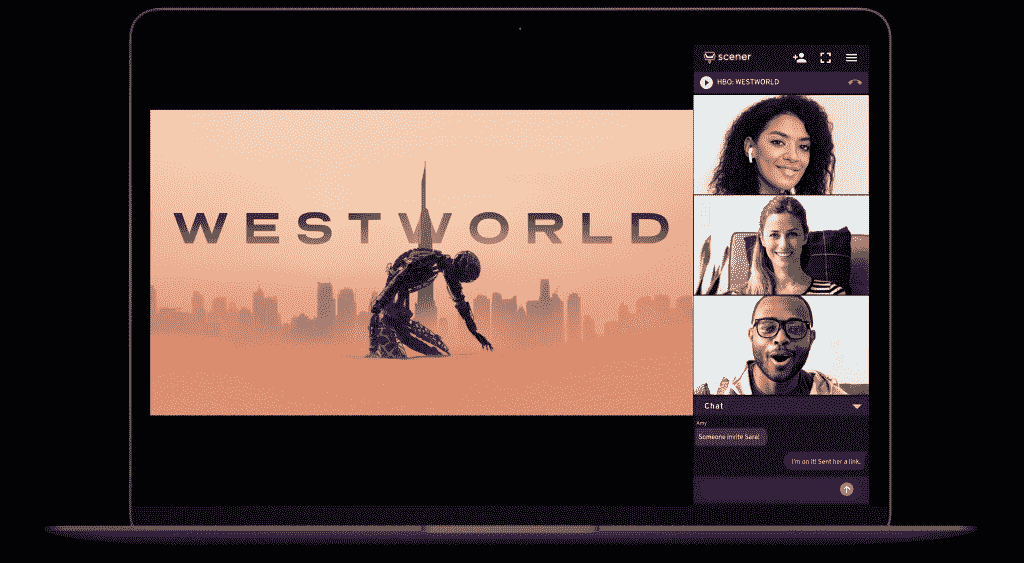 WESTWORLD
scener
HBO: WESTWORLD
Chat
Amy
Someone invite Sara!
I'm on it! Sent her a link.